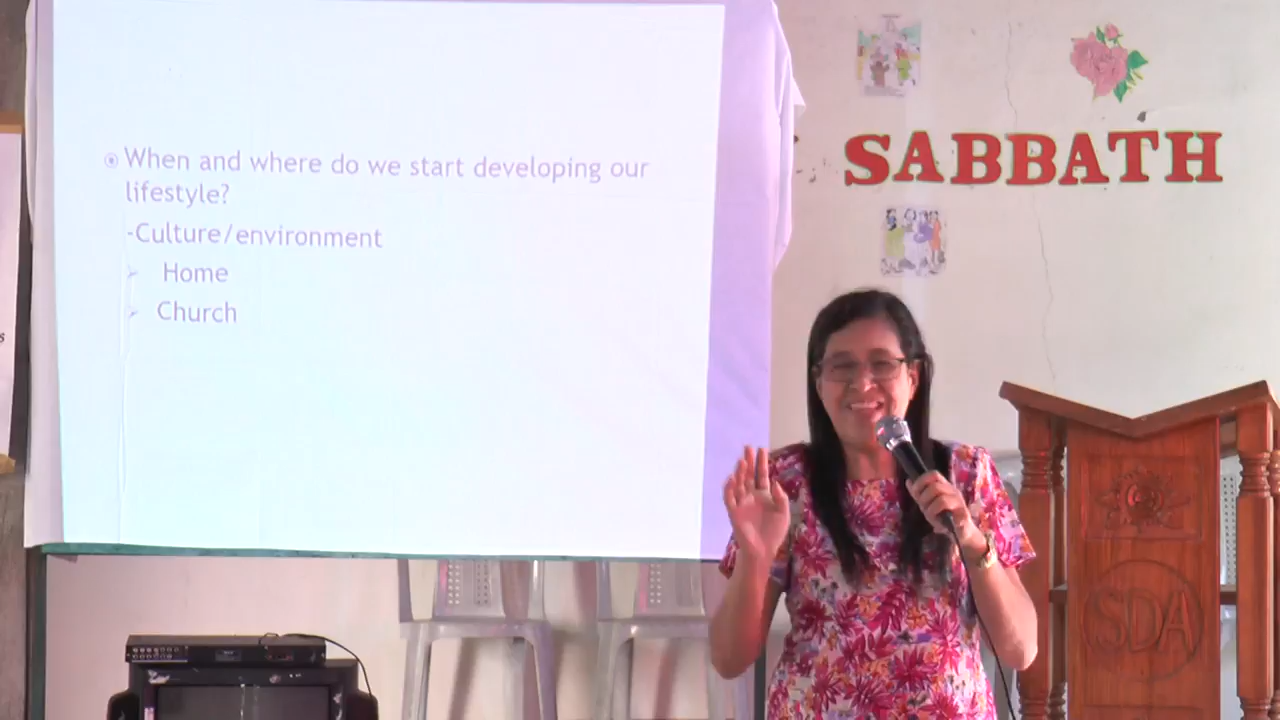 When and where do we start developing our
lifestyle?
-Culture/environment
Home
Church
SABBATH
SDA